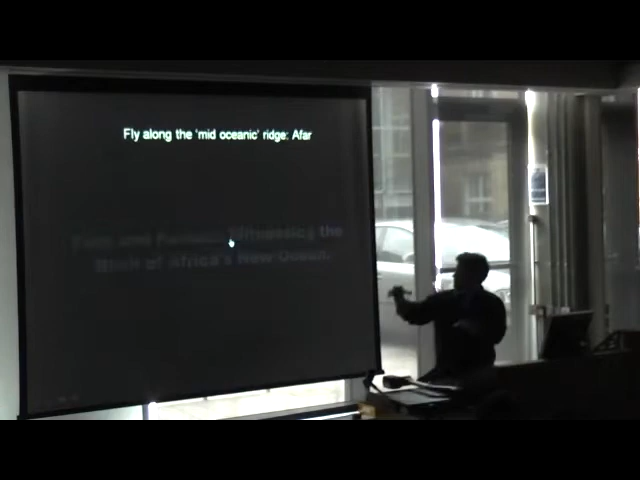 Fly along the 'mid oceanic' ridge: Afar
Witnessing the
Birth of Africa's New Ocean.